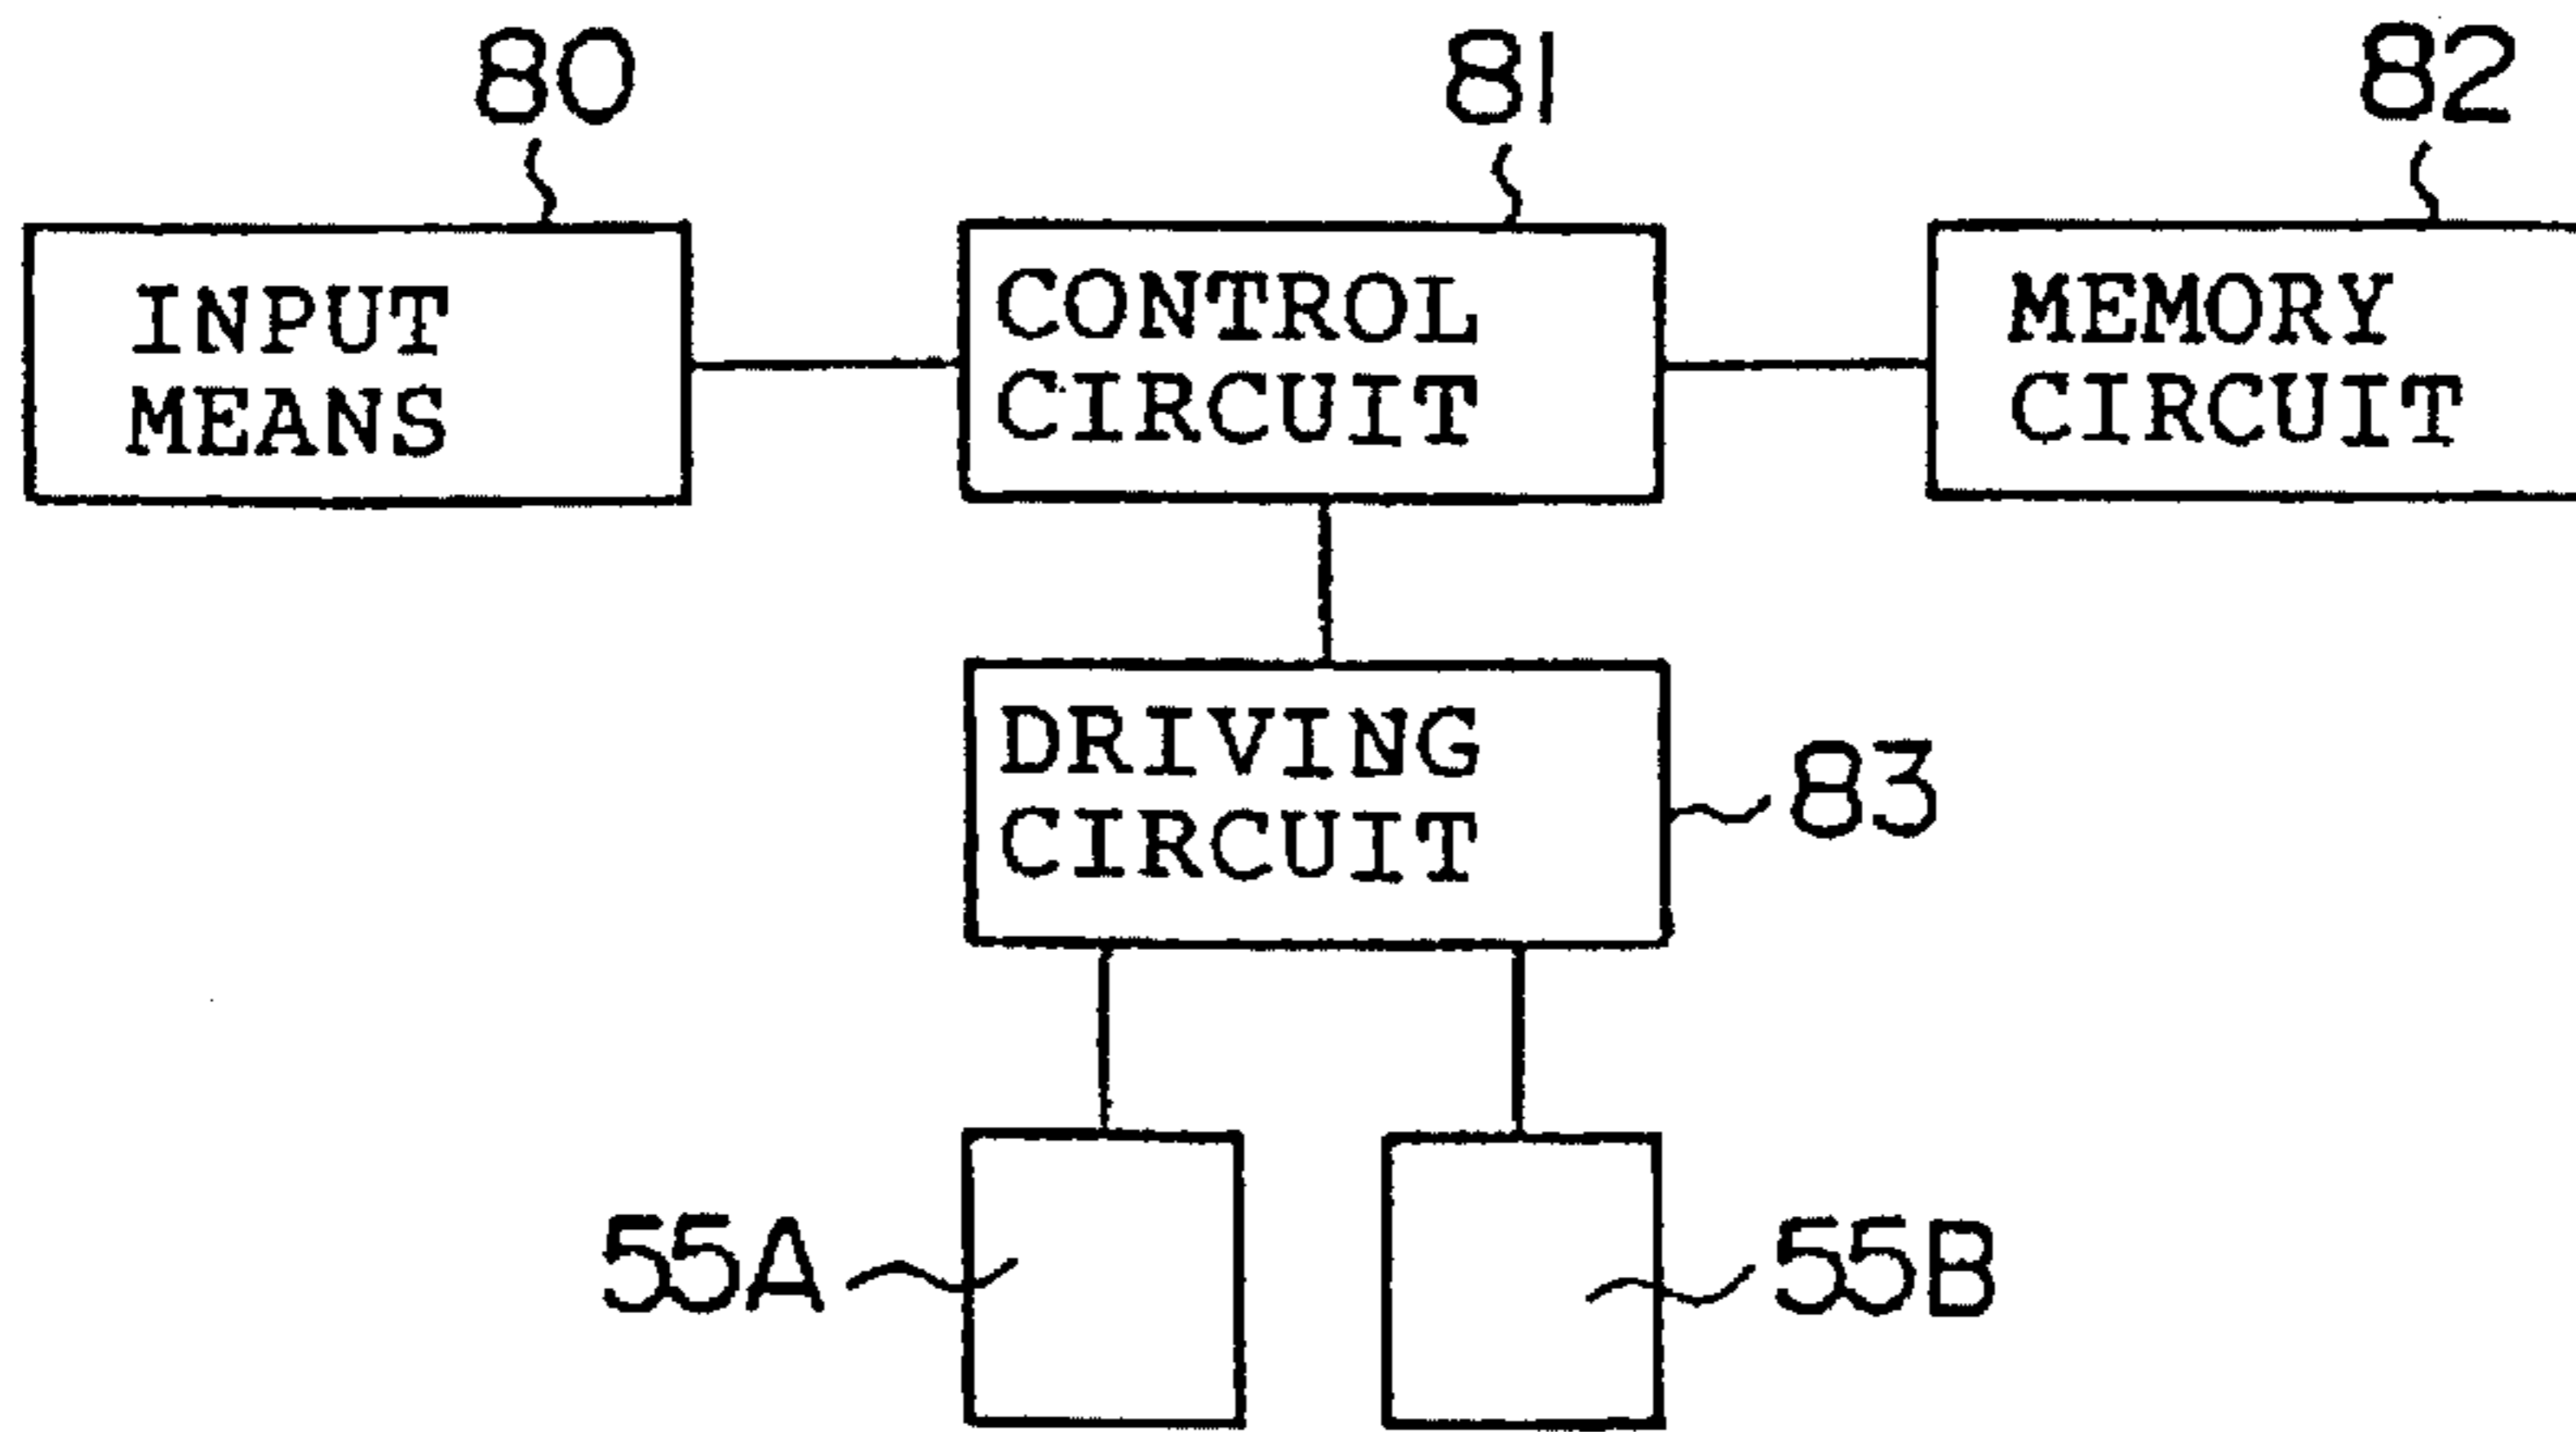 80
81
82
INPUT
MEANS
CONTROL
CIRCUIT
MEMORY
CIRCUIT
DRIVING
CIRCUIT
83
55A
55B